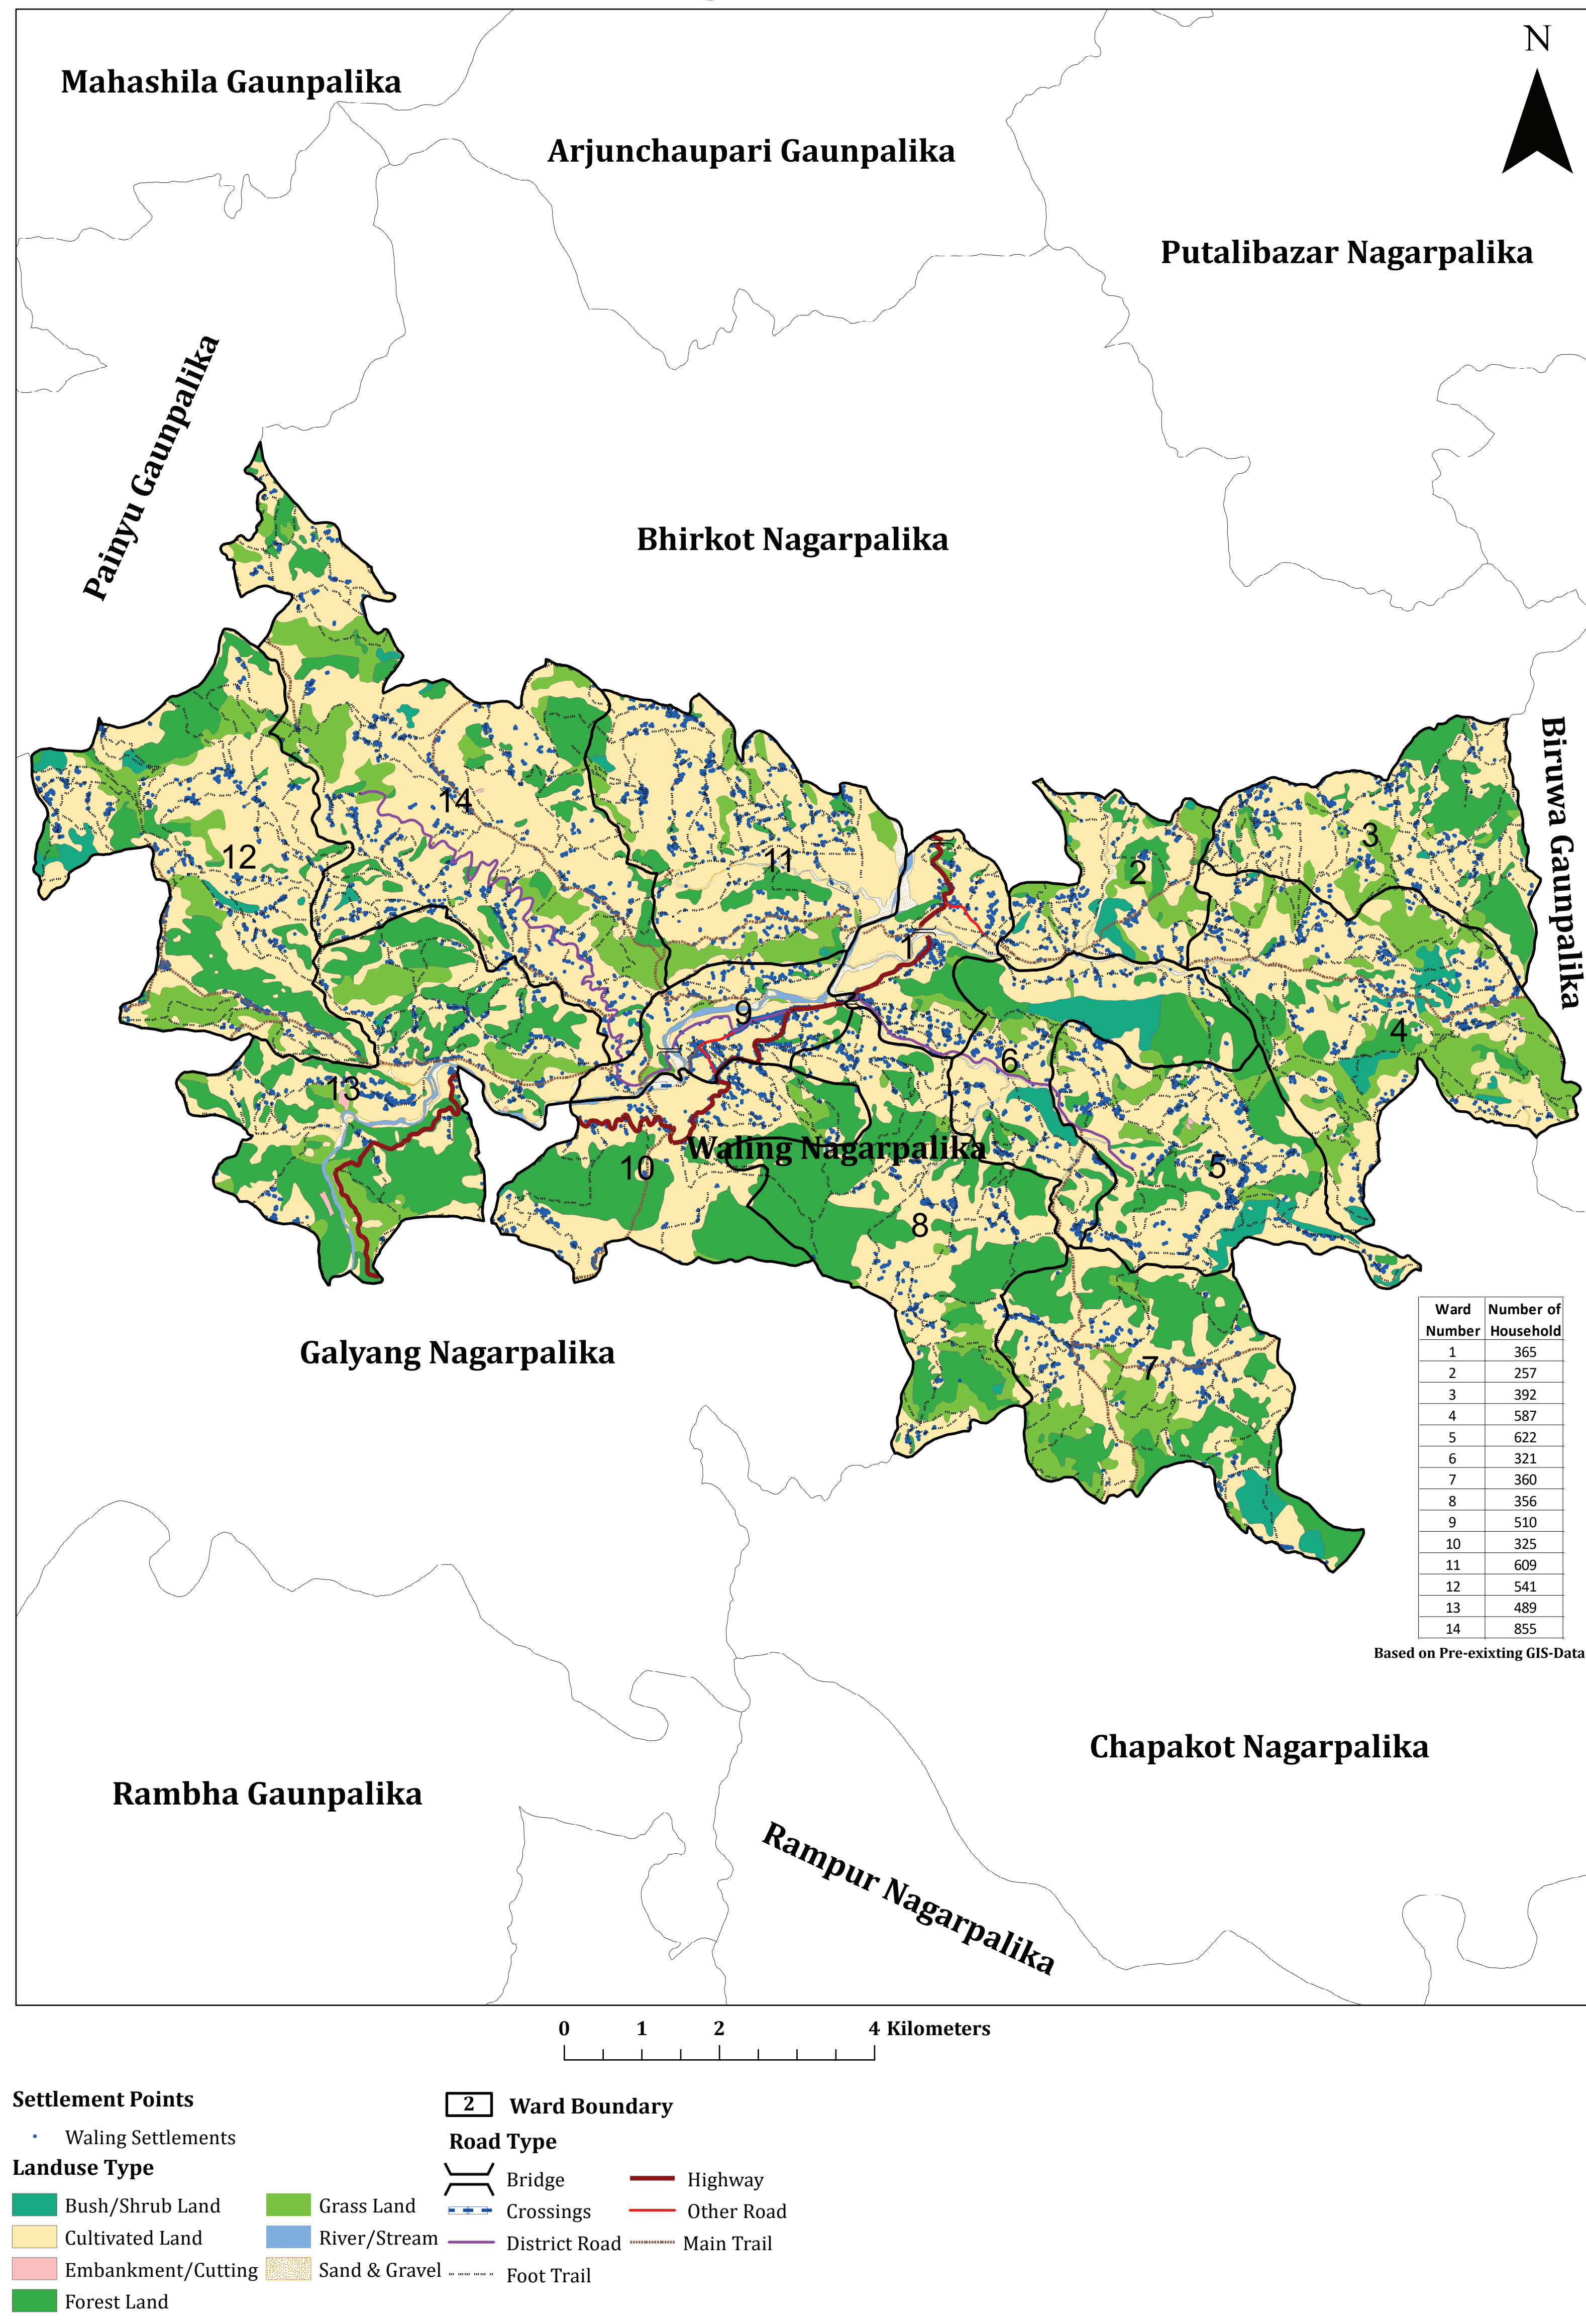 N
Mahashila Gaunpalika
Arjunchaupari Gaunpalika
Putalibazar Nagarpalika
Painyu Gaunpalika
Bhirkot Nagarpalika
Biruwa Gaunpalika
14
12
11
3
2
1
9
4
6
13
Waling Nagarpalika
10
5
8
7
Galyang Nagarpalika
Ward Number Number of Household
1 365
2 257
3 392
4 587
5 622
6 321
7 360
8 356
9 510
10 325
11 609
12 541
13 489
14 855
Based on Pre-exixting GIS-Data
Chapakot Nagarpalika
Rambha Gaunpalika
Rampur Nagarpalika
0 1 2 4 Kilometers
Settlement Points
Waling Settlements
Landuse Type
Bush/Shrub Land
Cultivated Land
Embankment/Cutting
Forest Land
Grass Land
River/Stream
Sand & Gravel
2 Ward Boundary
Road Type
Bridge
Crossings
District Road
Foot Trail
Highway
Other Road
Main Trail